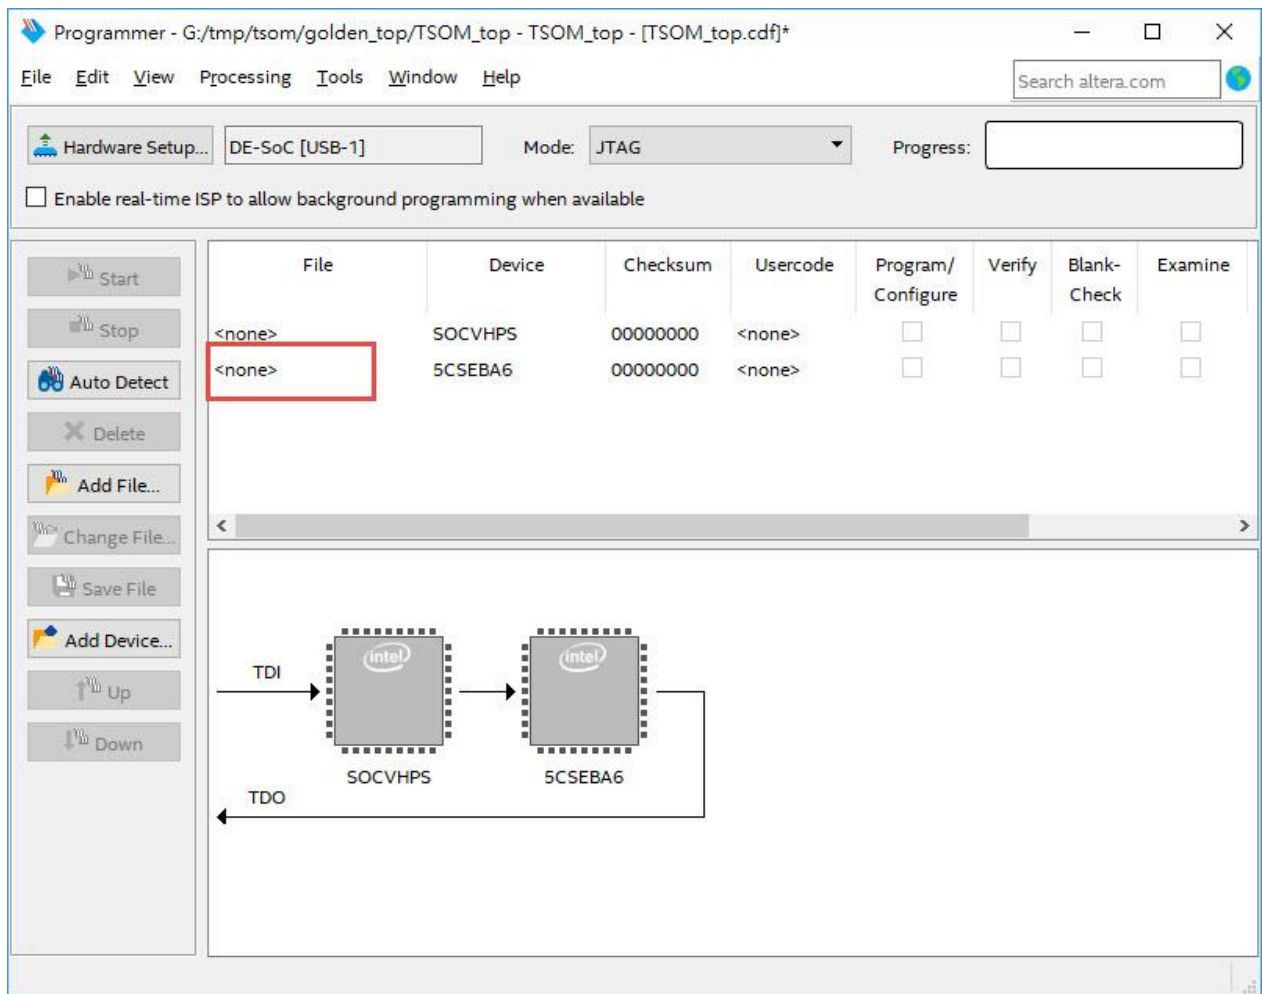 Programmer - G:/tmp/tsom/golden_top/TSOM_top - TSOM_top - [TSOM_top.cdf]*
File Edit View Processing Tools Window Help Search altera.com
Hardware Setup... DE-SoC [USB-1] Mode: JTAG Progress:
Enable real-time ISP to allow background programming when available
Start
Stop
Auto Detect
Delete
Add File...
Change File...
Save File
Add Device...
Up
Down
File Device Checksum Usercode Program/ Configure Verify Blank- Check Examine
<none> SOCVHPS 00000000 <none>
<none> 5CSEBA6 00000000 <none>
intel intel
TDI
SOCVHPS 5CSEBA6
TDO